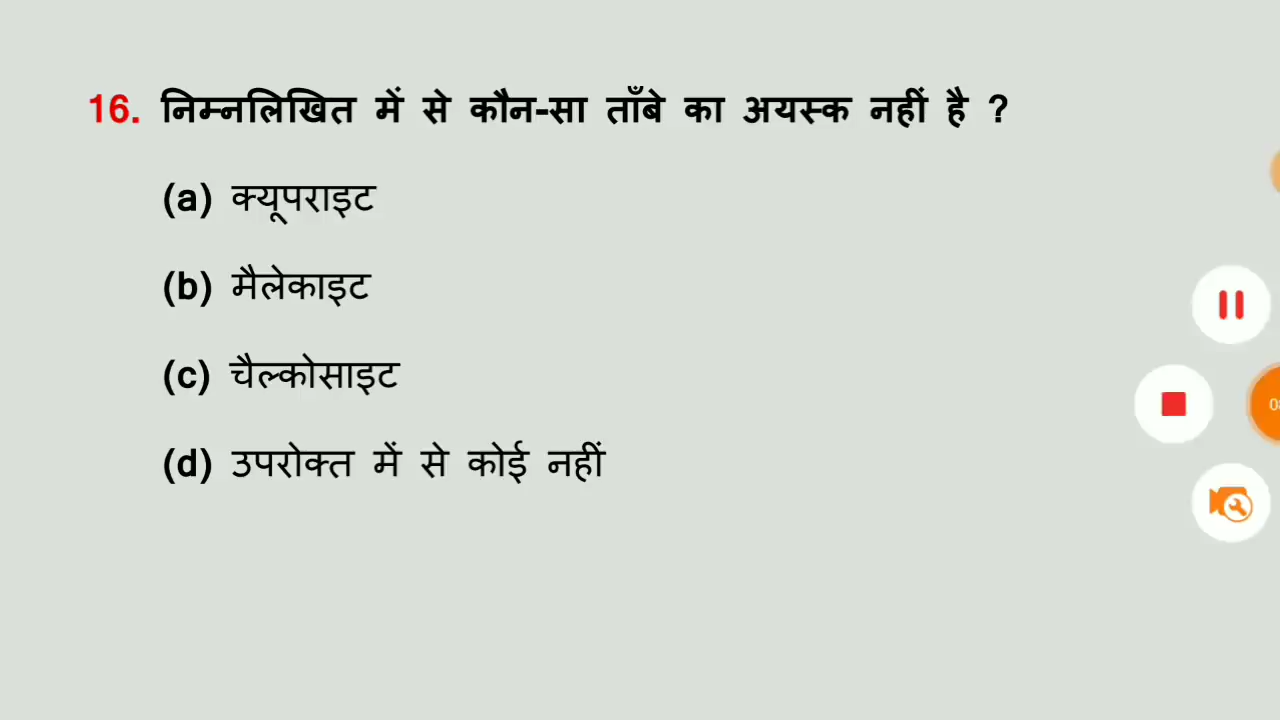 16. निम्नलिखित में से कौन-सा ताँबे का अयस्क नहीं है ?
(a) क्यूपराइट
(b) मैलेकाइट
(c) चैल्कोसाइट
(d) उपरोक्त में से कोई नहीं